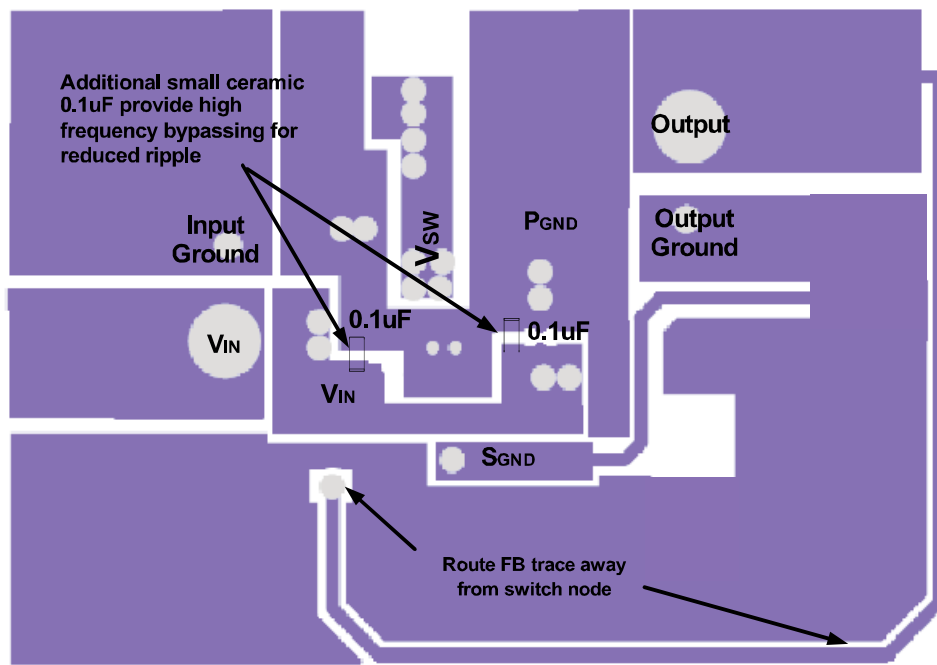 Additional small ceramic
0.1uF provide high
frequency bypassing for
reduced ripple
Output
Input
Ground
VSW
PGND
Output
Ground
0.1uF
0.1uF
VIN
VIN
SGND
Route FB trace away
from switch node